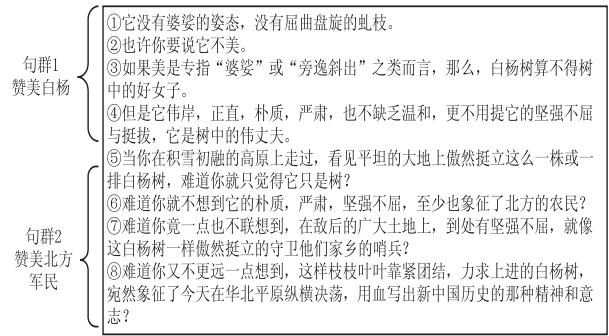 句群1
赞美白杨
①它没有婆娑的姿态，没有屈曲盘旋的虬枝。
②也许你要说它不美。
③如果美是专指“婆娑”或“旁逸斜出”之类而言，那么，白杨树算不得树
中的好女子。
④但是它伟岸，正直，朴质，严肃，也不缺乏温和，更不用提它的坚强不屈
与挺拔，它是树中的伟丈夫。
句群2
赞美北方
军民
⑤当你在积雪初融的高原上走过，看见平坦的大地上傲然挺立这么一株或一
排白杨树，难道你就只觉得它只是树？
⑥难道你就不想到它的朴质，严肃，坚强不屈，至少也象征了北方的农民？
⑦难道你竟一点也不联想到，在敌后的广大土地上，到处有坚强不屈，就像
这白杨树一样傲然挺立的守卫他们家乡的哨兵？
⑧难道你又不更远一点想到，这样枝枝叶叶靠紧团结，力求上进的白杨树，
宛然象征了今天在华北平原纵横决荡，用血写出新中国历史的那种精神和意
志？